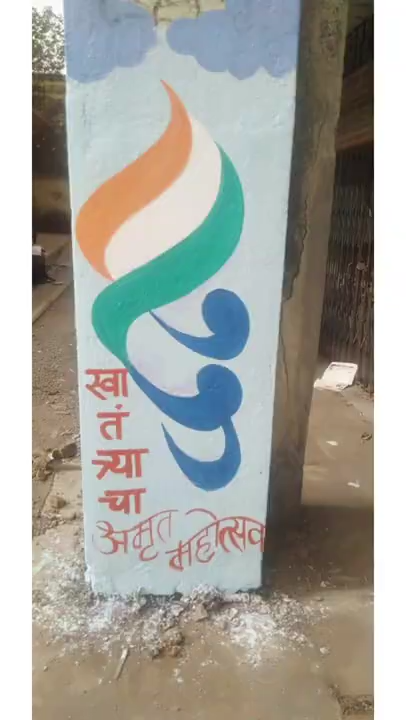 स्वा
तं
त्र्या
चा
अमृत
महोत्सव